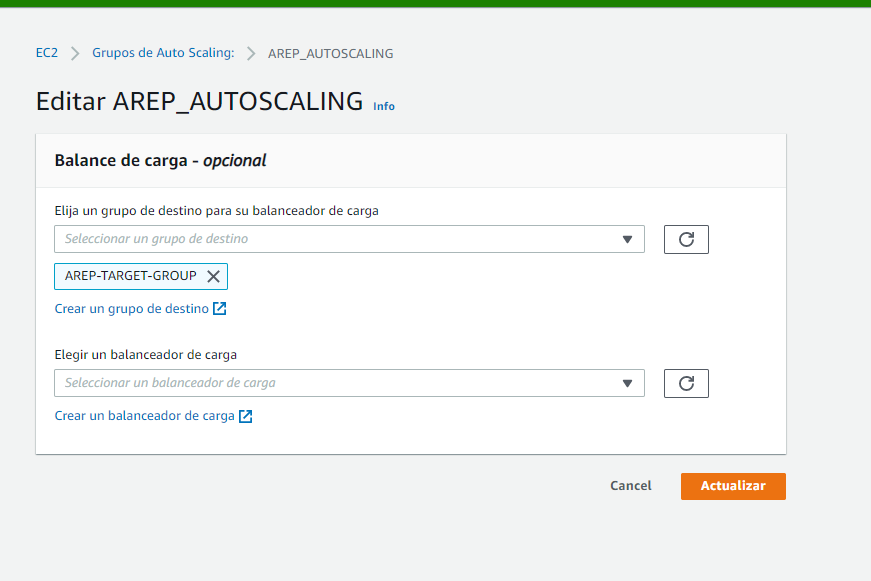 EC2 > Grupos de Auto Scaling: > AREP_AUTOSCALING
Editar AREP_AUTOSCALING Info
Balance de carga - opcional
Elija un grupo de destino para su balanceador de carga
Seleccionar un grupo de destino
AREP-TARGET-GROUP
Crear un grupo de destino
Elegir un balanceador de carga
Seleccionar un balanceador de carga
Crear un balanceador de carga
Cancel Actualizar